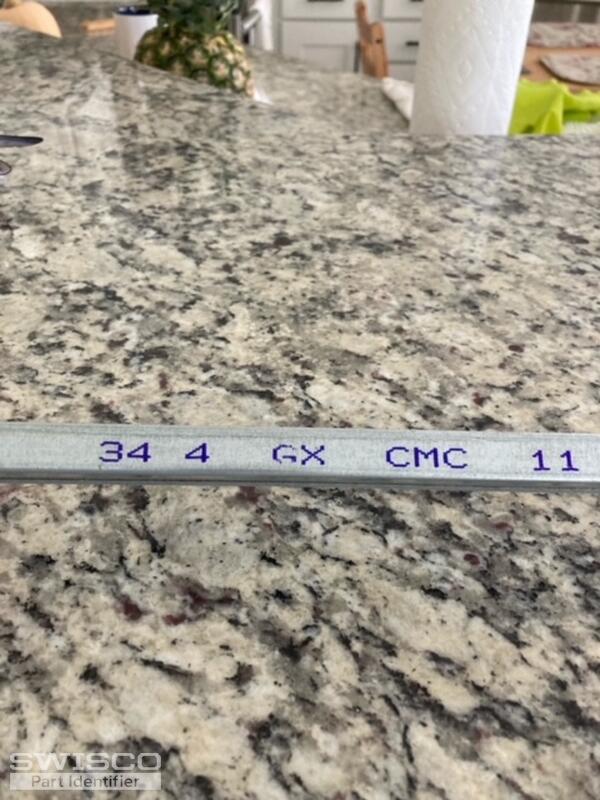 34 4 GX CMC 11
SWISCO
Part Identifier